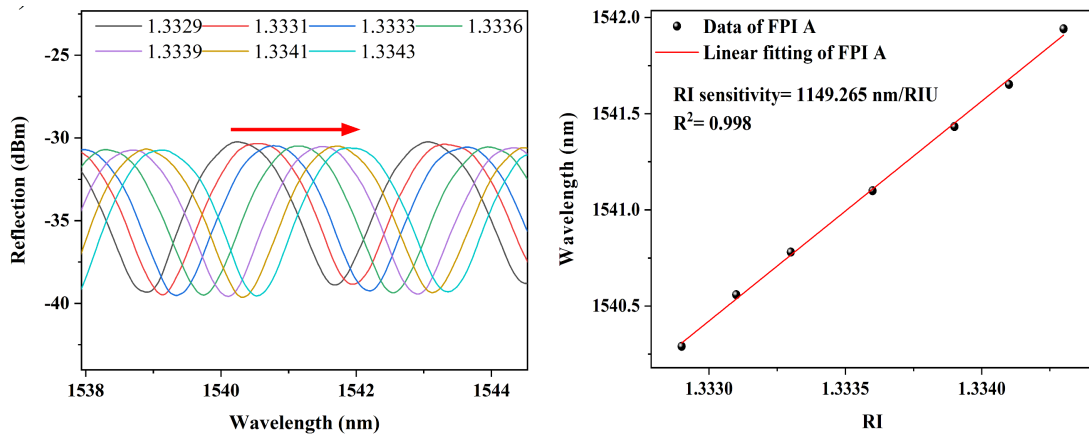 1.3329 1.3331 1.3333 1.3336
1.3339 1.3341 1.3343
-25
-30
-35
-40
Reflection (dBm)
1538 1540 1542 1544
Wavelength (nm)
Data of FPI A
Linear fitting of FPI A
RI sensitivity= 1149.265 nm/RIU
R²= 0.998
1542.0
1541.5
1541.0
1540.5
Wavelength (nm)
1.3330 1.3335 1.3340
RI